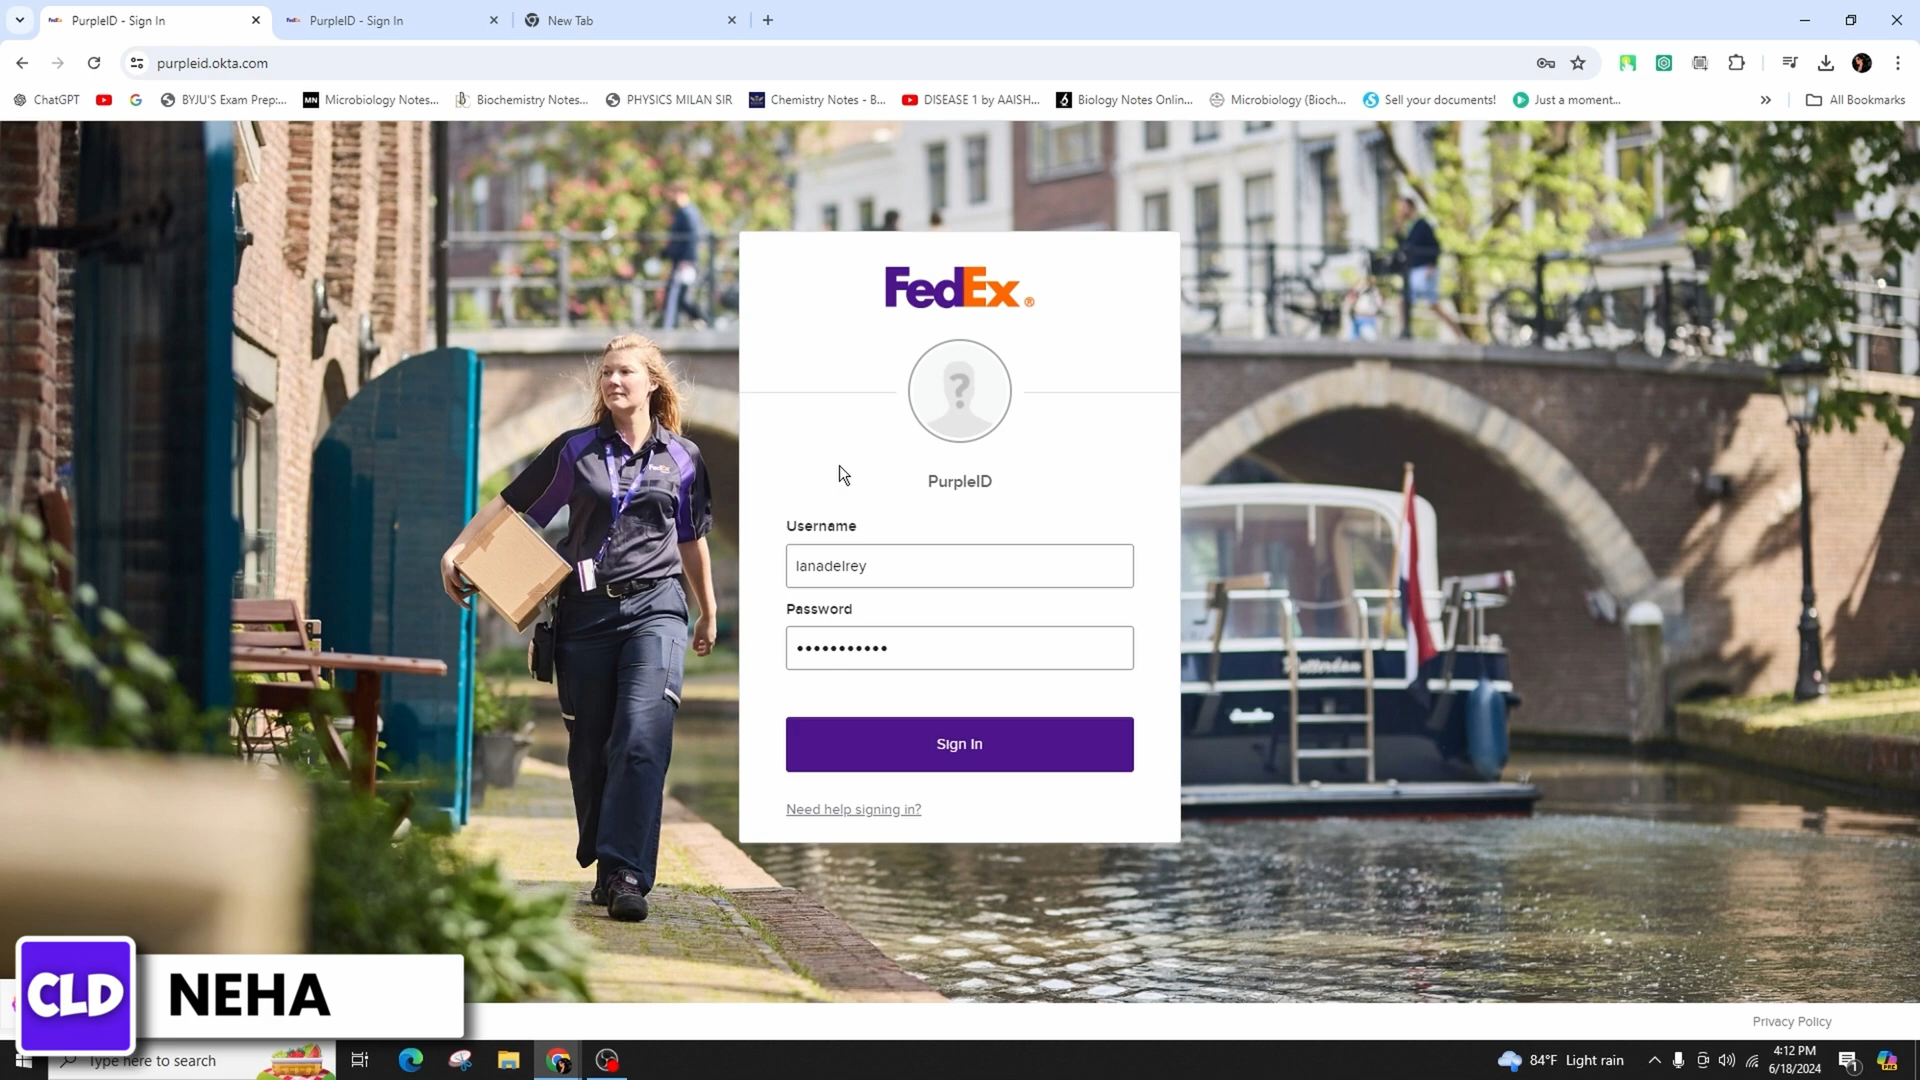 PurpleID - Sign In
PurpleID - Sign In
New Tab
purpleid.okta.com
ChatGPT
BYJU'S Exam Prep:...
MN
Microbiology Notes...
Biochemistry Notes...
PHYSICS MILAN SIR
Chemistry Notes - B...
DISEASE 1 by AAISH...
Biology Notes Onlin...
Microbiology (Bioch...
Sell your documents!
Just a moment...
All Bookmarks
FedEx®
PurpleID
Username
lanadelrey
Password
•••••••••••
Sign In
Need help signing in?
CLD
NEHA
Privacy Policy
Type here to search
84°F Light rain
4:12 PM
6/18/2024
1